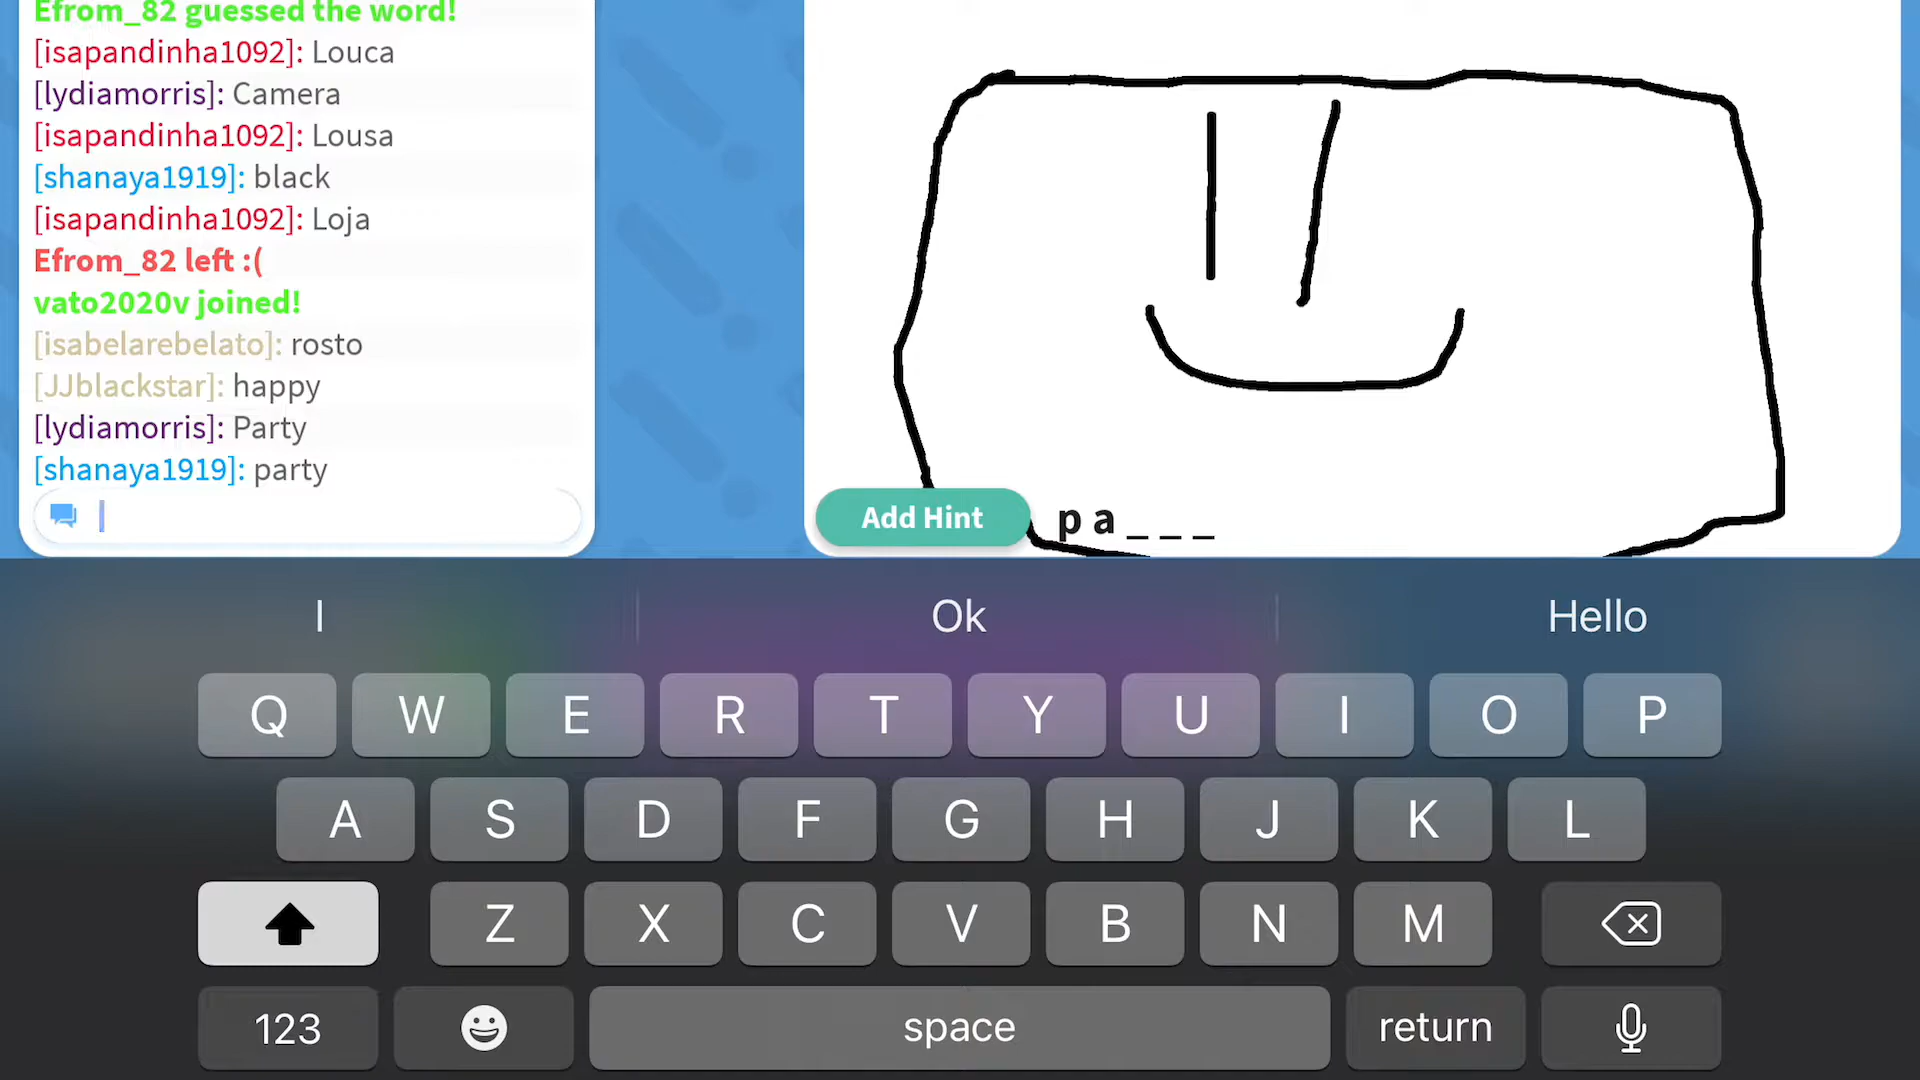 Efrom_82 guessed the word!
[isapandinha1092]: Louca
[lydiamorris]: Camera
[isapandinha1092]: Lousa
[shanaya1919]: black
[isapandinha1092]: Loja
Efrom_82 left :(
vato2020v joined!
[isabelarebelato]: rosto
[JJblackstar]: happy
[lydiamorris]: Party
[shanaya1919]: party
Add Hint
p a _ _ _
I
Ok
Hello
Q W E R T Y U I O P
A S D F G H J K L
Z X C V B N M
123
space
return